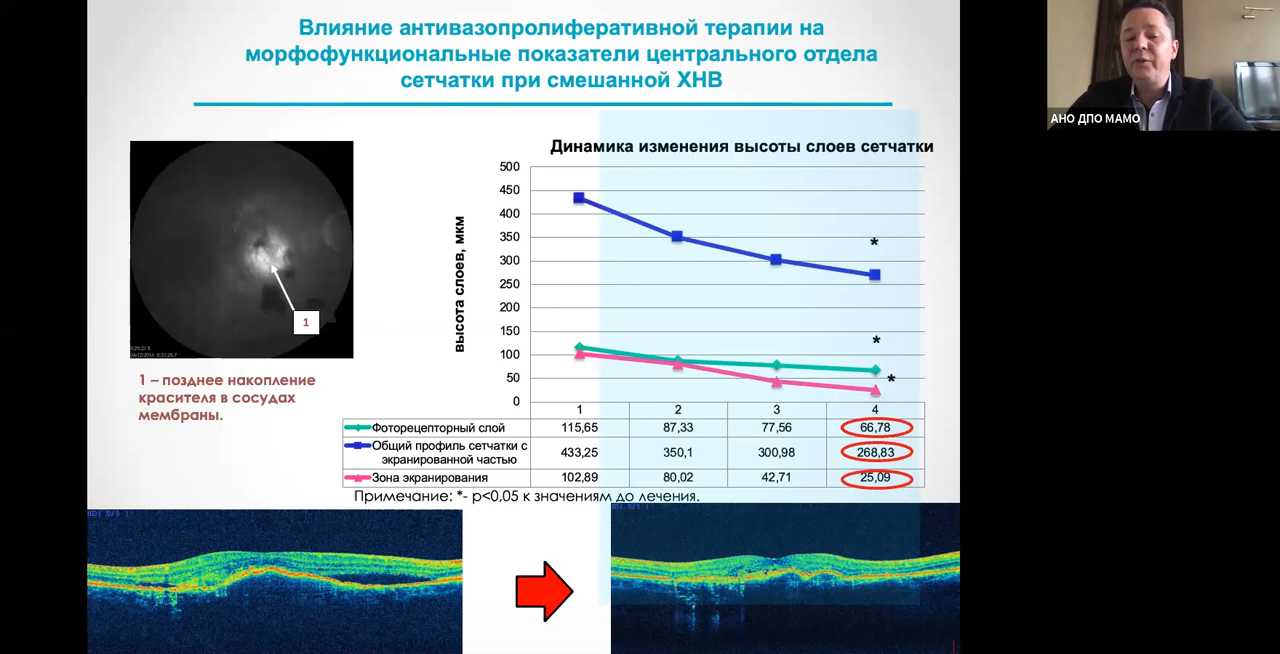 Влияние антивазопролиферативной терапии на
морфофункциональные показатели центрального отдела
сетчатки при смешанной ХНВ
АНО ДПО МАМО
1
1 – позднее накопление
красителя в сосудах
мембраны.
Динамика изменения высоты слоев сетчатки
высота слоев, мкм
500
450
400
350
300
250
200
150
100
50
0
*
*
*
1 2 3 4
Фоторецепторный слой 115,65 87,33 77,56 66,78
Общий профиль сетчатки с
экранированной частью 433,25 350,1 300,98 268,83
Зона экранирования 102,89 80,02 42,71 25,09
Примечание: *- p<0,05 к значениям до лечения.